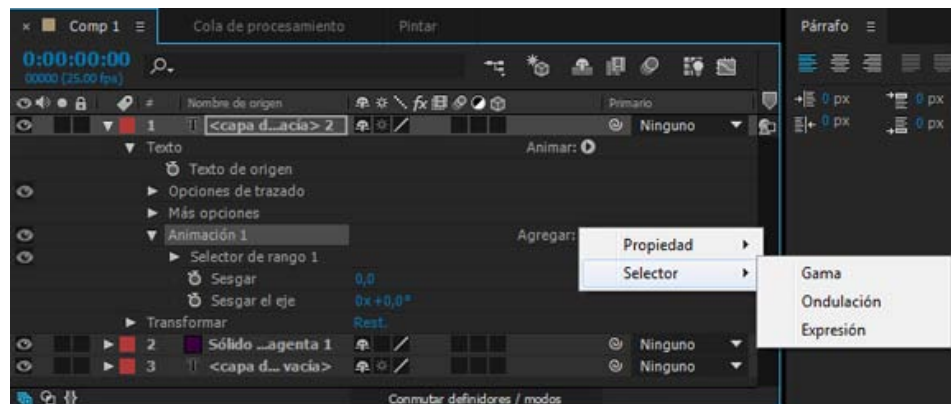 Comp 1 Cola de procesamiento Pintar Párrafo
0:00:00:00
00000 (25.00 fps)
0 px 0 px
0 px 0 px
# Nombre de origen fx Primario
1 T <capa d...acía> 2 Ninguno
Texto Animar:
Texto de origen
Opciones de trazado
Más opciones
Animación 1 Agregar:
Propiedad
Selector de rango 1
Selector Gama
Sesgar 0,0
Ondulación
Sesgar el eje 0x+0,0°
Expresión
Transformar Rest.
2 Sólido ...agenta 1 Ninguno
3 T <capa d... vacía> Ninguno
Conmutar definidores / modos